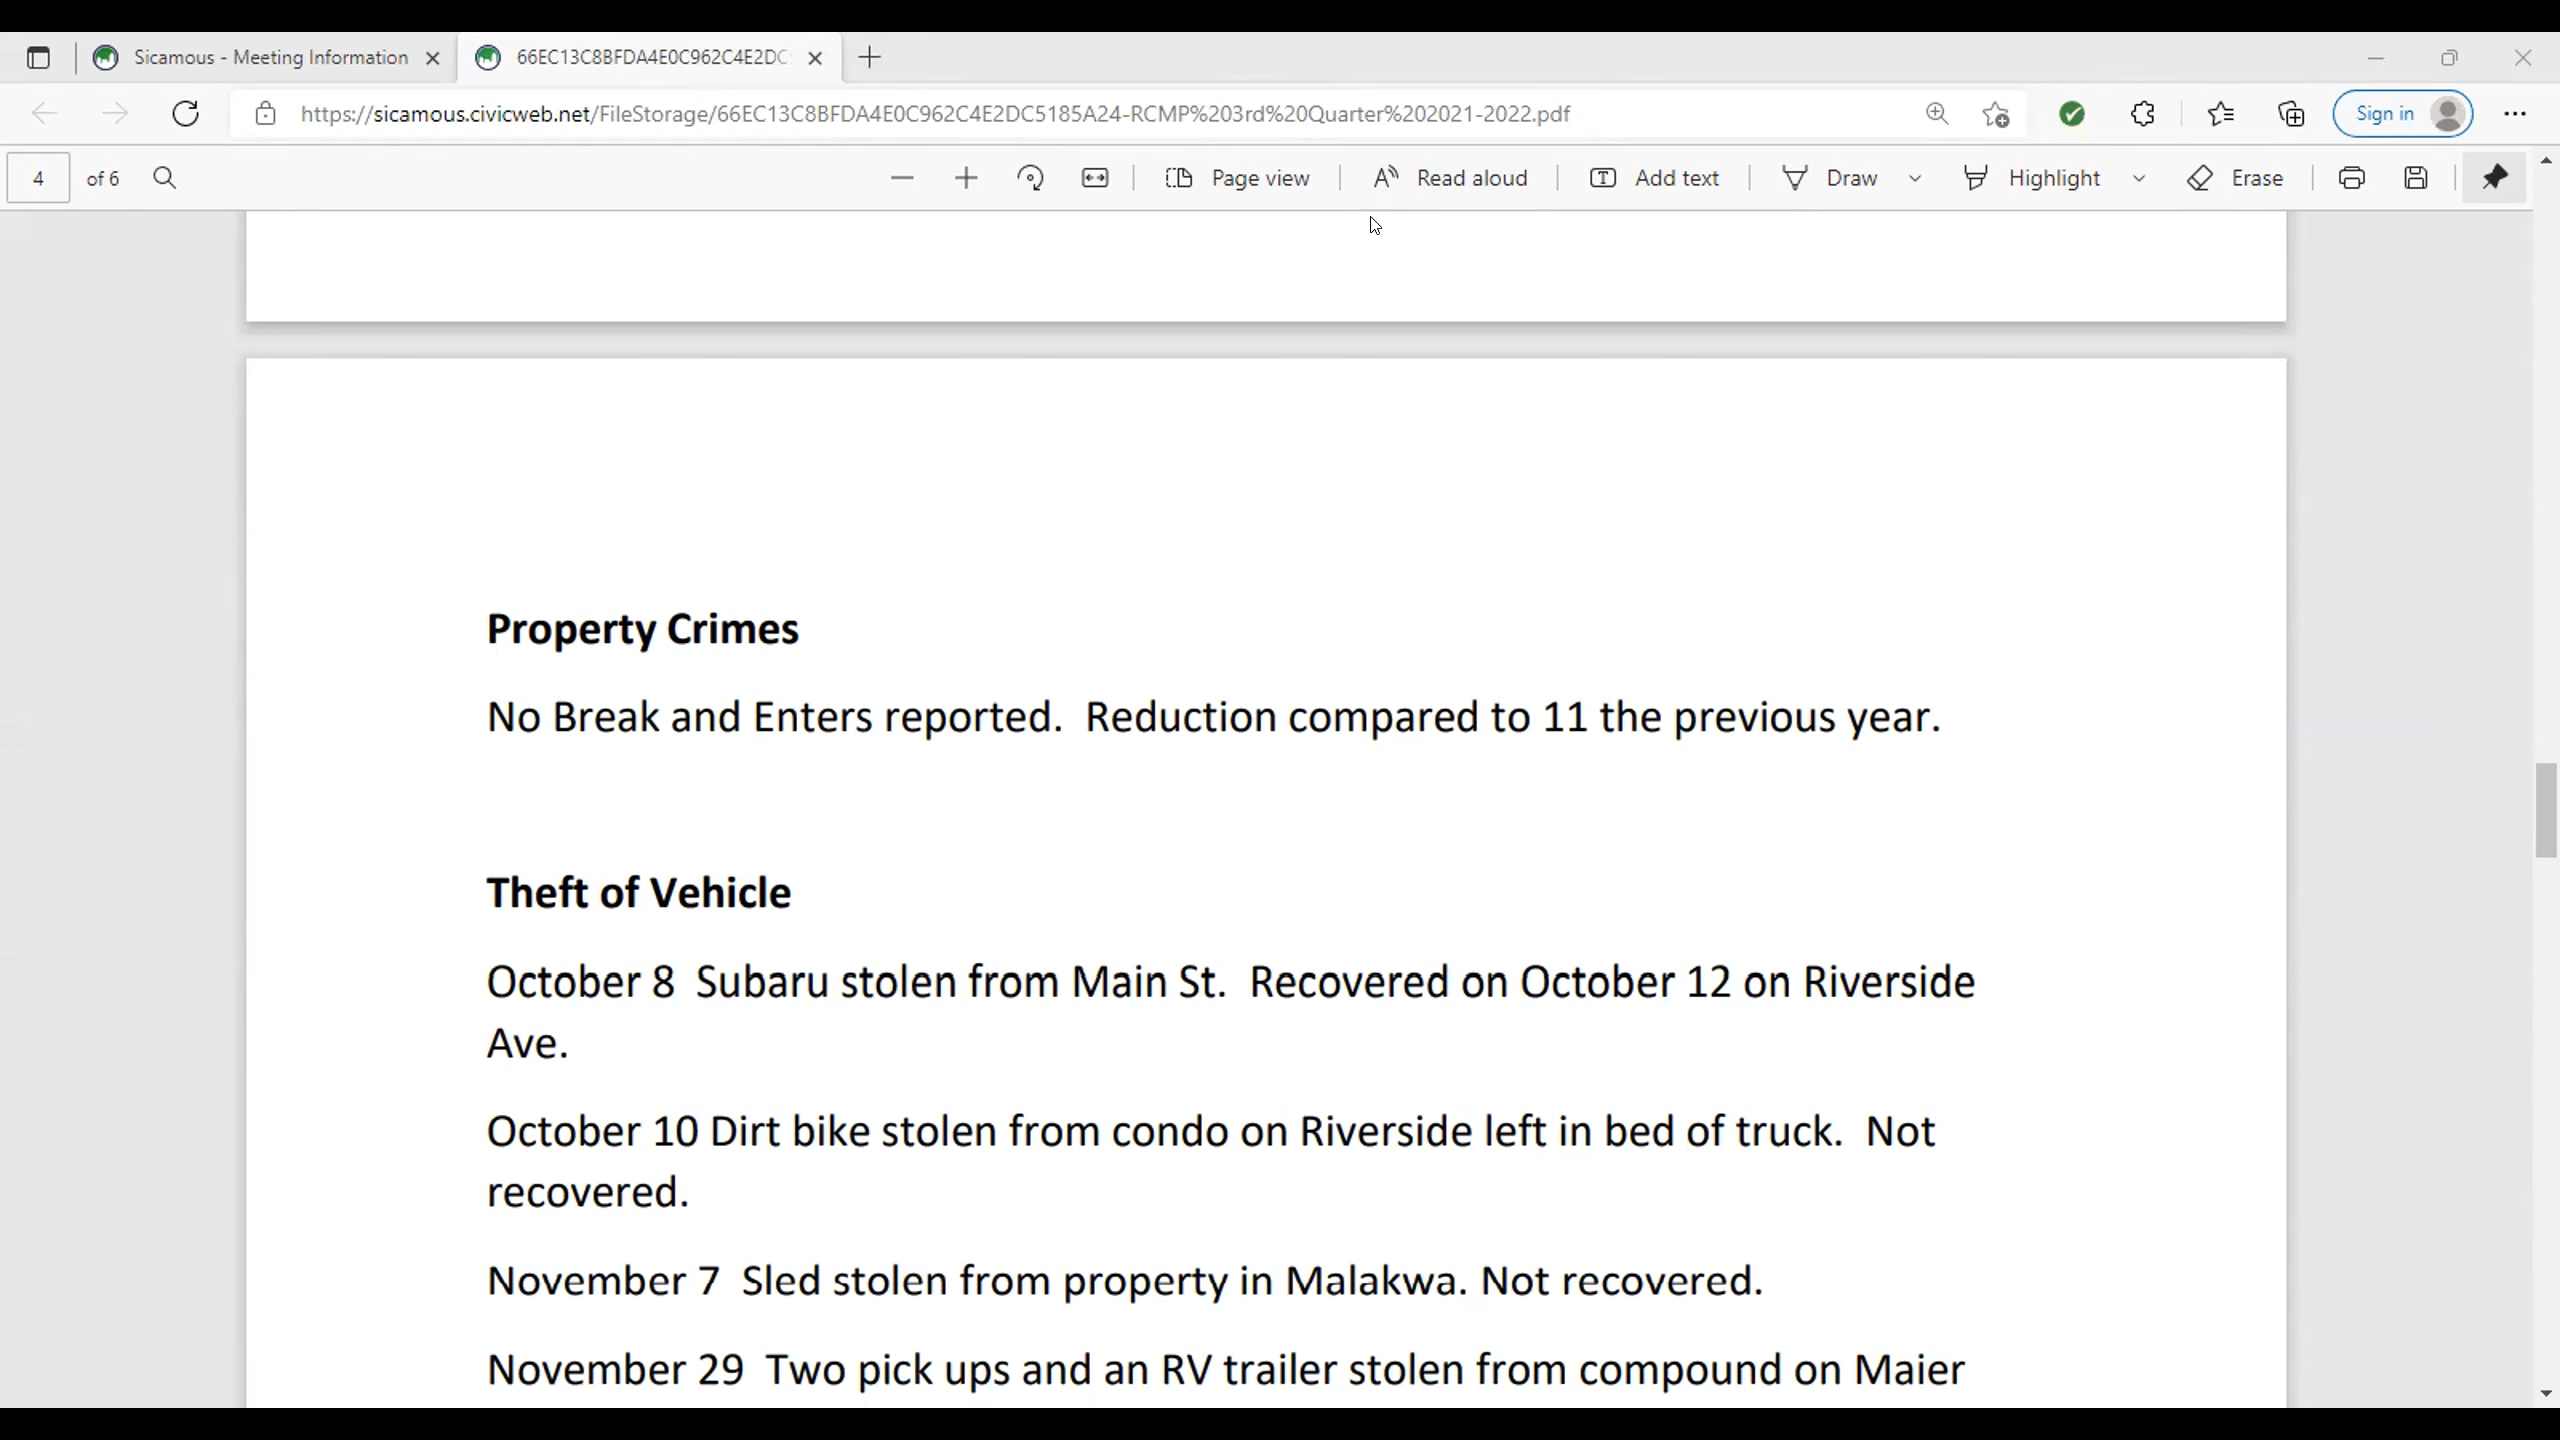 Sicamous - Meeting Information
66EC13C8BFDA4E0C962C4E2DC
https://sicamous.civicweb.net/FileStorage/66EC13C8BFDA4E0C962C4E2DC5185A24-RCMP%203rd%20Quarter%202021-2022.pdf
Sign in
4 of 6
Page view
Read aloud
Add text
Draw
Highlight
Erase
Property Crimes
No Break and Enters reported.  Reduction compared to 11 the previous year.
Theft of Vehicle
October 8  Subaru stolen from Main St.  Recovered on October 12 on Riverside
Ave.
October 10 Dirt bike stolen from condo on Riverside left in bed of truck.  Not
recovered.
November 7  Sled stolen from property in Malakwa. Not recovered.
November 29  Two pick ups and an RV trailer stolen from compound on Maier